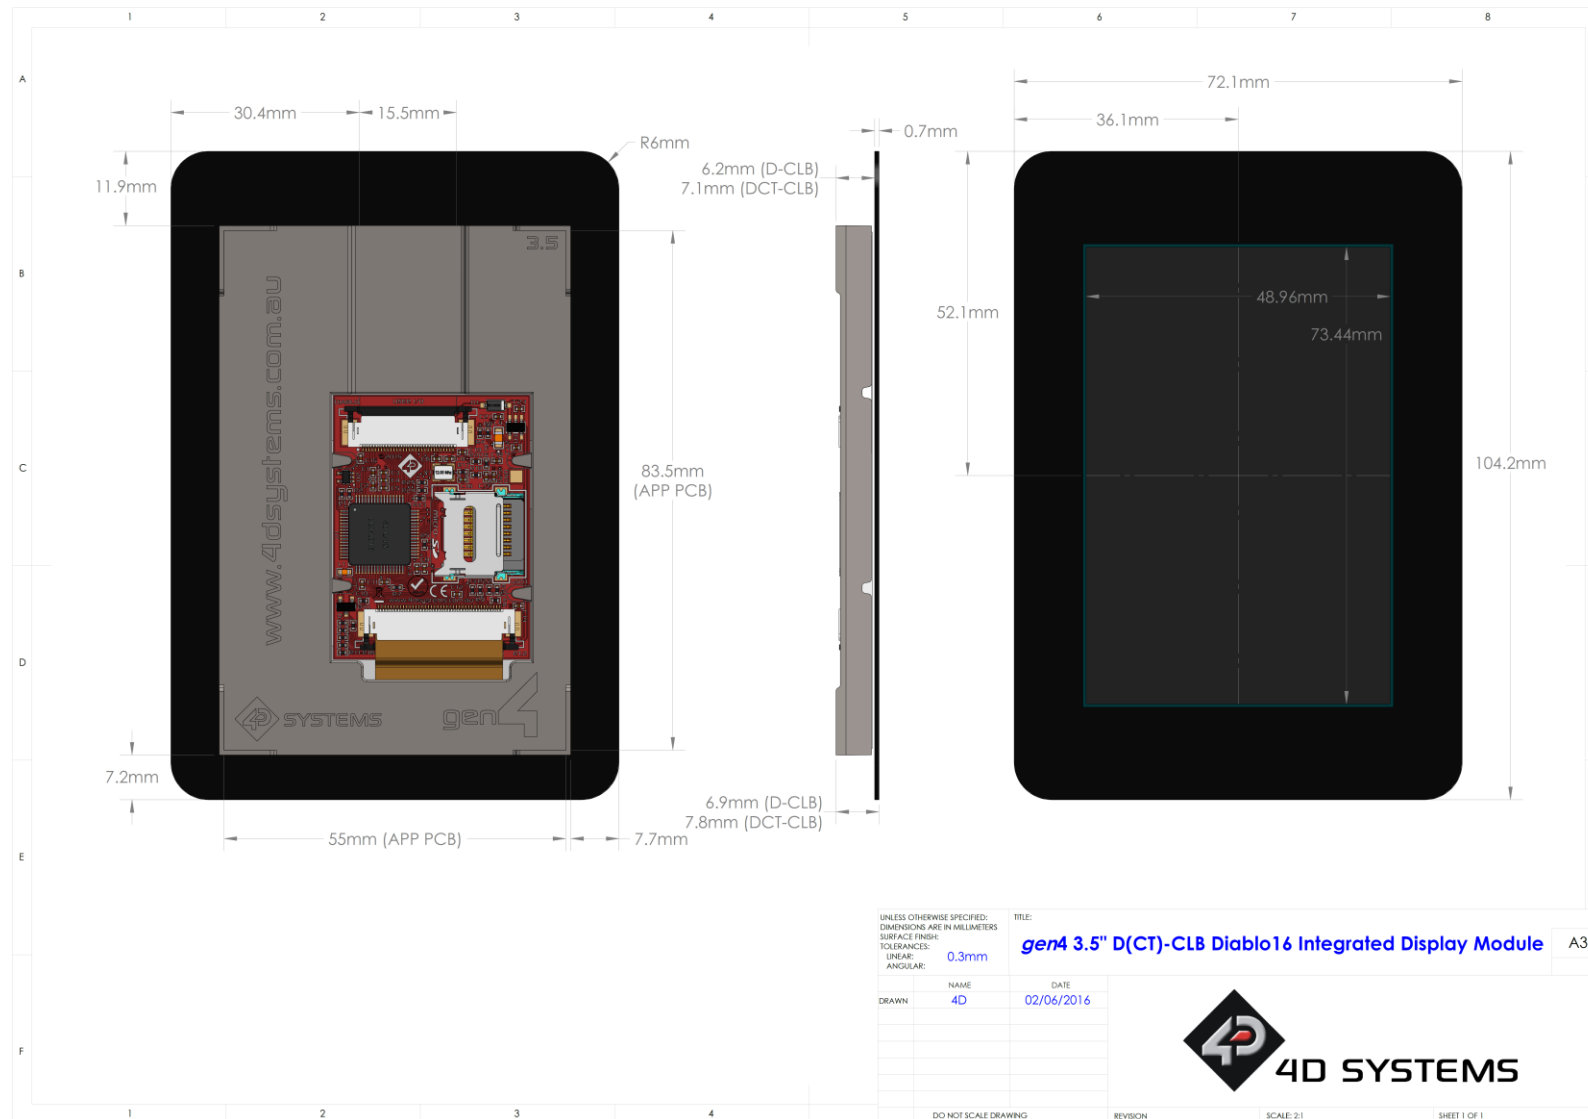 1 2 3 4 5 6 7 8
A
B
C
D
E
F
30.4mm
15.5mm
R6mm
11.9mm
3.5
www.4dsystems.com.au
83.5mm
(APP PCB)
4D SYSTEMS
gen4
7.2mm
55mm (APP PCB)
7.7mm
0.7mm
6.2mm (D-CLB)
7.1mm (DCT-CLB)
6.9mm (D-CLB)
7.8mm (DCT-CLB)
72.1mm
36.1mm
52.1mm
48.96mm
73.44mm
104.2mm
UNLESS OTHERWISE SPECIFIED:
DIMENSIONS ARE IN MILLIMETERS
SURFACE FINISH:
TOLERANCES:
LINEAR: 0.3mm
ANGULAR:
TITLE:
gen4 3.5" D(CT)-CLB Diablo16 Integrated Display Module
A3
NAME DATE
DRAWN 4D 02/06/2016
4D SYSTEMS
DO NOT SCALE DRAWING
REVISION
SCALE: 2:1
SHEET 1 OF 1
1 2 3 4